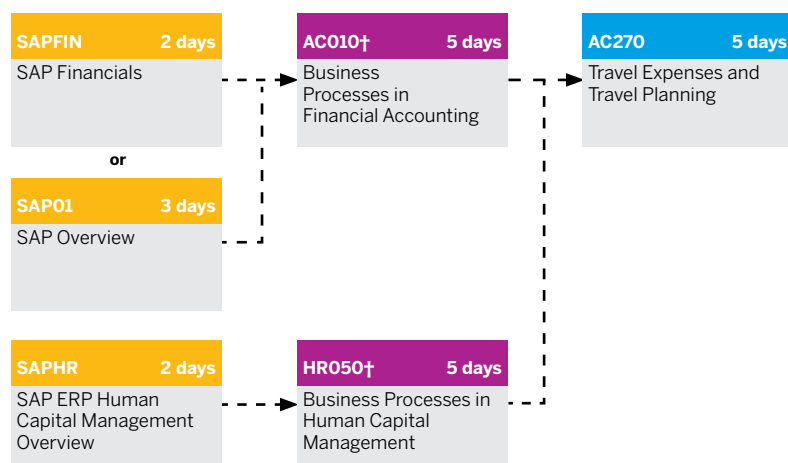 SAPFIN 2 days
SAP Financials
or
SAP01 3 days
SAP Overview
SAPHR 2 days
SAP ERP Human
Capital Management
Overview
AC010† 5 days
Business
Processes in
Financial Accounting
HR050† 5 days
Business Processes in
Human Capital
Management
AC270 5 days
Travel Expenses and
Travel Planning